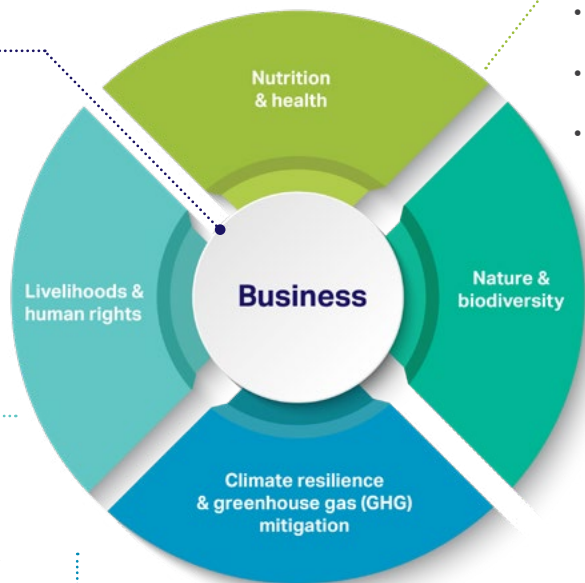 Nutrition
& health
Livelihoods &
human rights
Business
Nature &
biodiversity
Climate resilience
& greenhouse gas (GHG)
mitigation